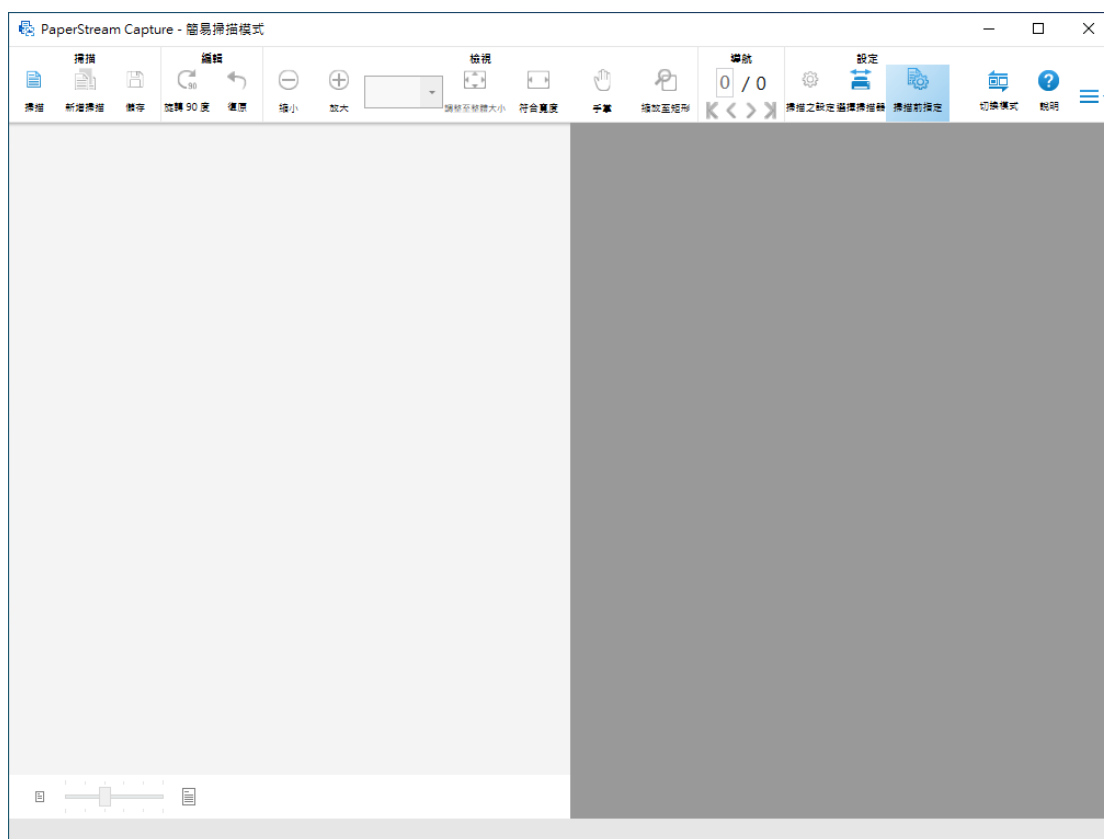 PaperStream Capture - 簡易掃描模式
掃描 編輯 檢視 導航 設定
90 0 / 0 ?
掃描 新增掃描 儲存 旋轉 90 度 復原 縮小 放大 調整至整體大小 符合寬度 手掌 縮放至矩形 掃描之設定 選擇掃描器 掃描前指定 切換模式 說明